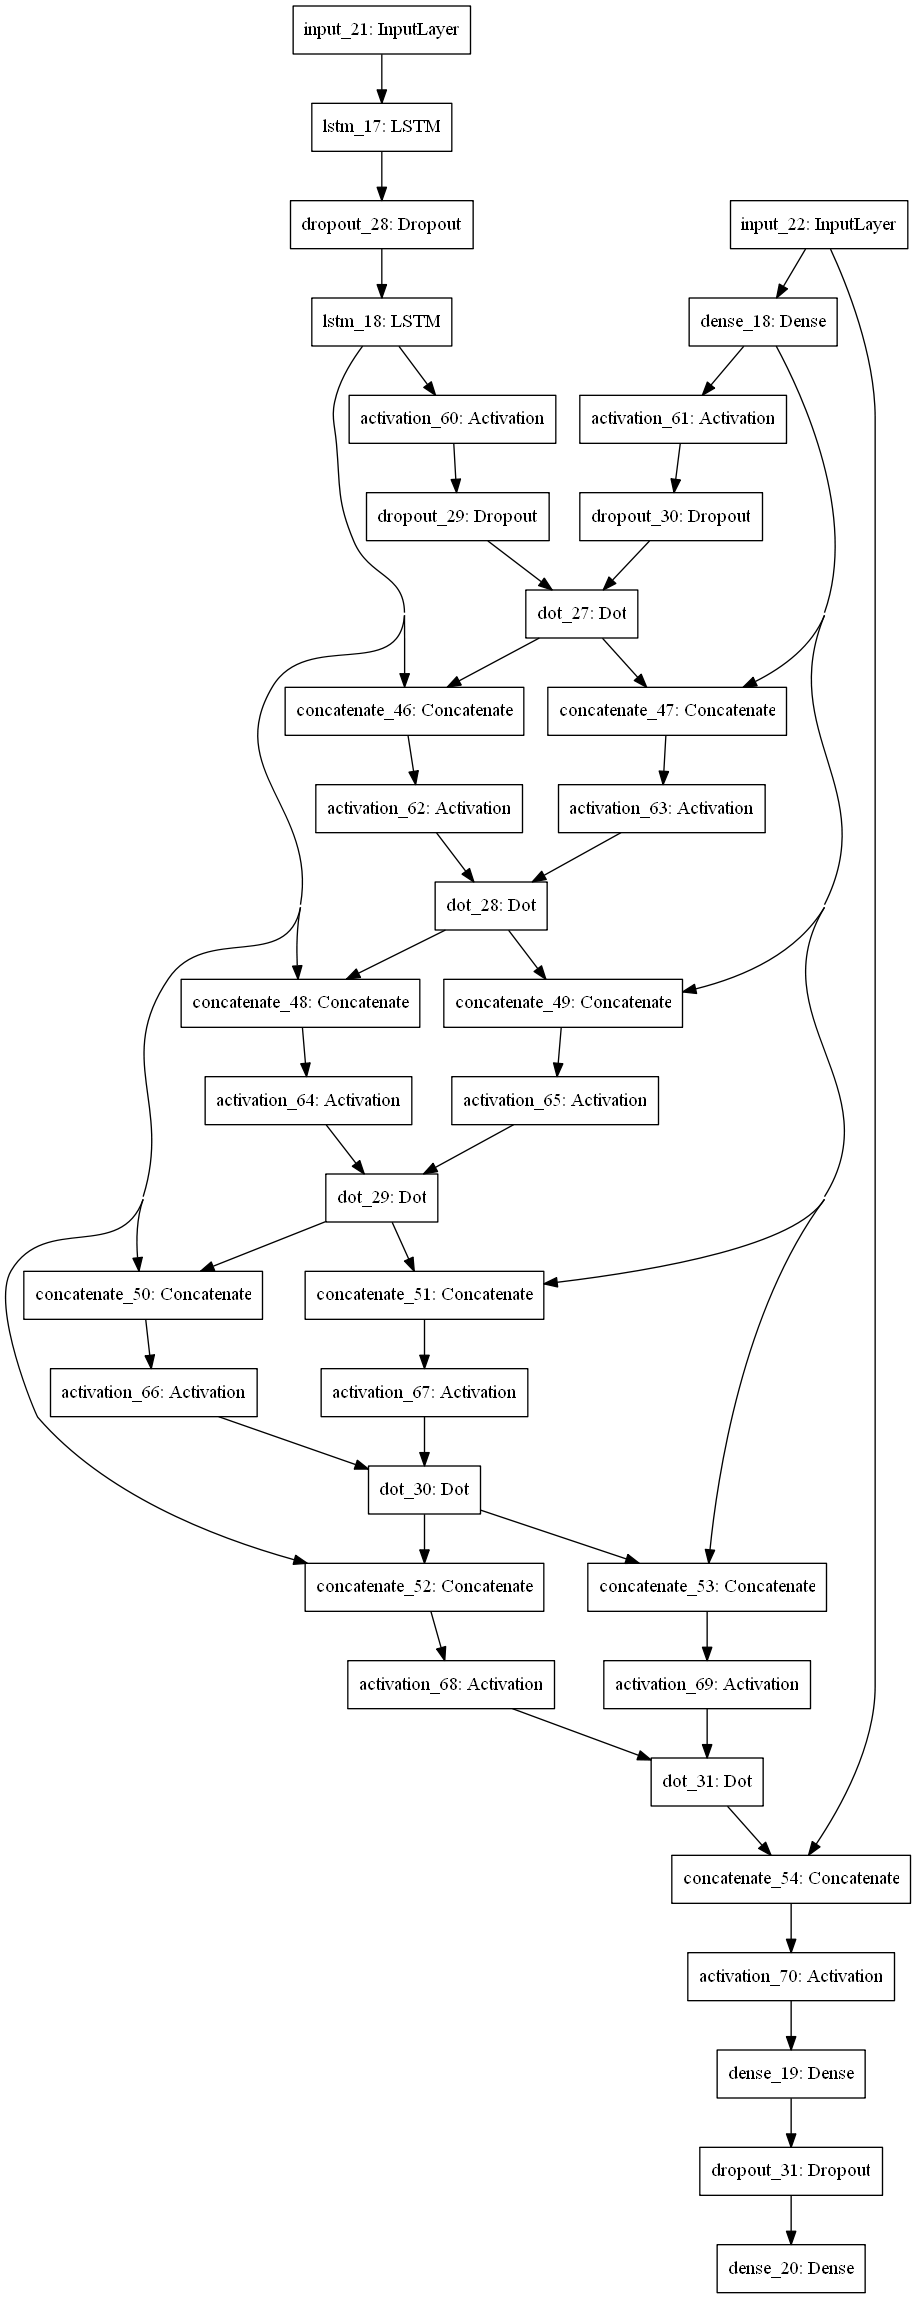 input_21: InputLayer
lstm_17: LSTM
dropout_28: Dropout
input_22: InputLayer
lstm_18: LSTM
dense_18: Dense
activation_60: Activation
activation_61: Activation
dropout_29: Dropout
dropout_30: Dropout
dot_27: Dot
concatenate_46: Concatenate
concatenate_47: Concatenate
activation_62: Activation
activation_63: Activation
dot_28: Dot
concatenate_48: Concatenate
concatenate_49: Concatenate
activation_64: Activation
activation_65: Activation
dot_29: Dot
concatenate_50: Concatenate
concatenate_51: Concatenate
activation_66: Activation
activation_67: Activation
dot_30: Dot
concatenate_52: Concatenate
concatenate_53: Concatenate
activation_68: Activation
activation_69: Activation
dot_31: Dot
concatenate_54: Concatenate
activation_70: Activation
dense_19: Dense
dropout_31: Dropout
dense_20: Dense